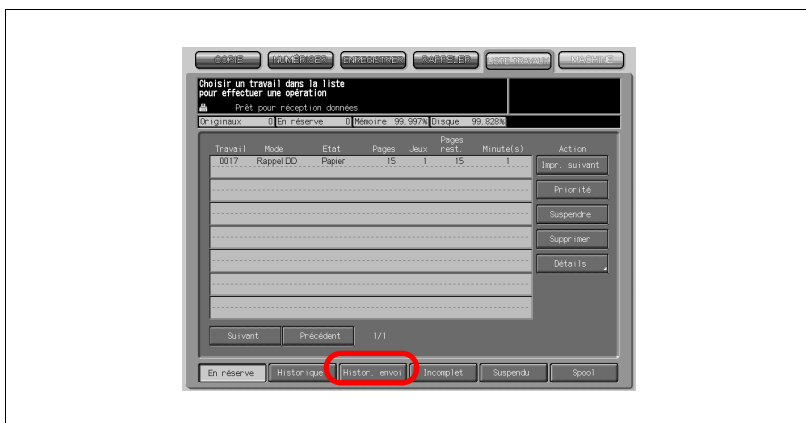 COPIE NUMÉRISER ENREGISTRER RAPPELER LISTE TRAVAIL MACHINE
Choisir un travail dans la liste
pour effectuer une opération
Prêt pour réception données
Originaux 0 En réserve 0 Mémoire 99.997% Disque 99.828%
Travail Mode Etat Pages Jeux Pages rest. Minute(s) Action
0017 Rappel DD Papier 15 1 15 1
Impr. suivant
Priorité
Suspendre
Supprimer
Détails
Suivant Précédent 1/1
En réserve Historique Histor. envoi Incomplet Suspendu Spool